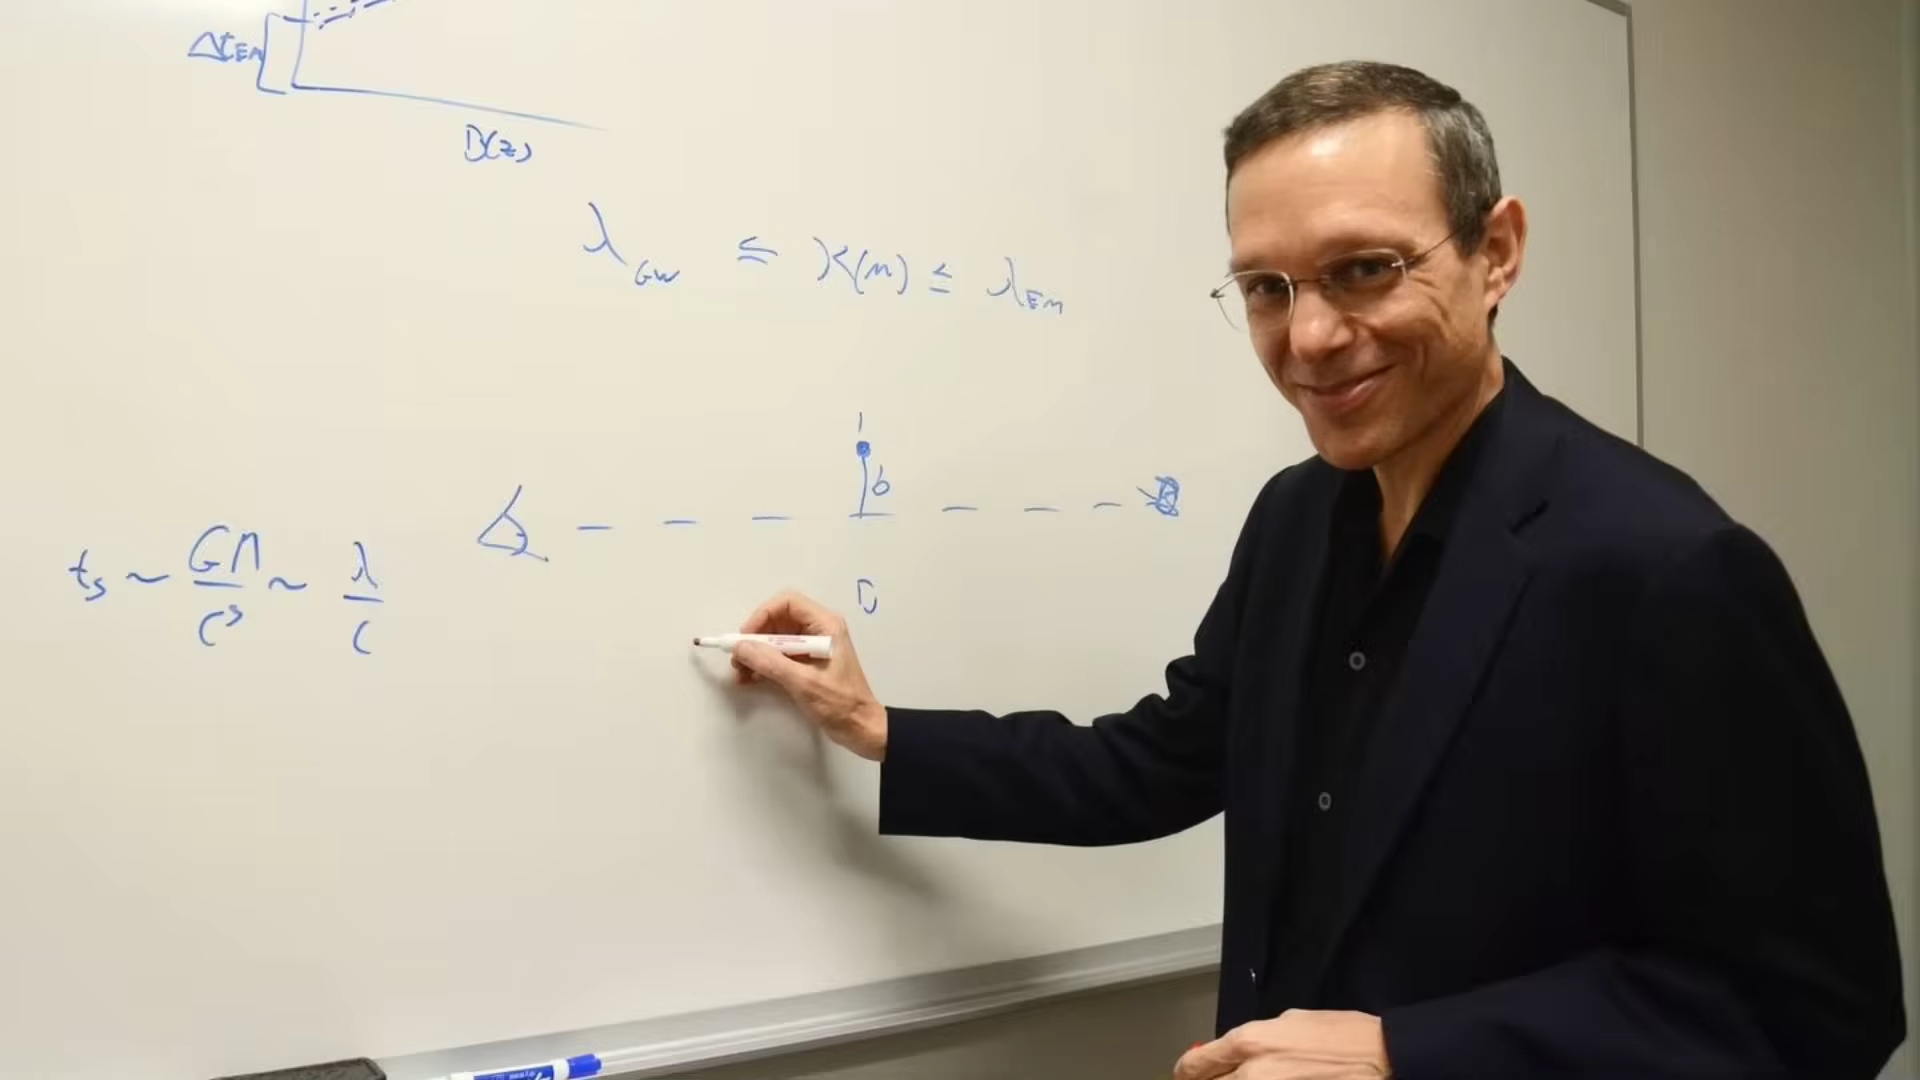 Δt_EM
D(z)
λ_GW ≤ R(m) ≤ λ_EM
b
t_s ~ GM/c³ ~ λ/c
D